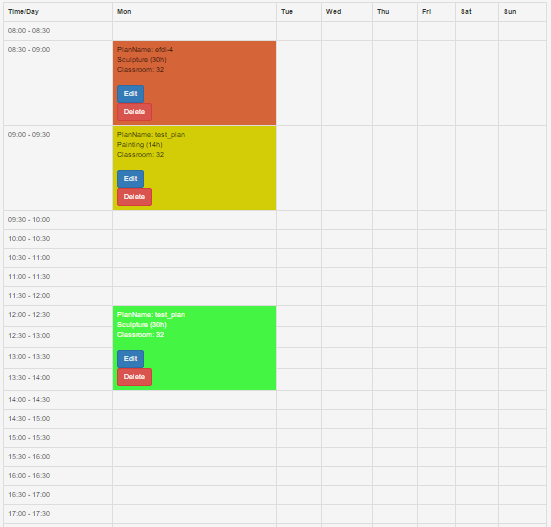 Time/Day Mon Tue Wed Thu Fri Sat Sun
08:00 - 08:30
08:30 - 09:00
PlanName: efdi-4
Sculpture (30h)
Classroom: 32
Edit
Delete
09:00 - 09:30
PlanName: test_plan
Painting (14h)
Classroom: 32
Edit
Delete
09:30 - 10:00
10:00 - 10:30
10:30 - 11:00
11:00 - 11:30
11:30 - 12:00
12:00 - 12:30
PlanName: test_plan
Sculpture (30h)
Classroom: 32
Edit
Delete
12:30 - 13:00
13:00 - 13:30
13:30 - 14:00
14:00 - 14:30
14:30 - 15:00
15:00 - 15:30
15:30 - 16:00
16:00 - 16:30
16:30 - 17:00
17:00 - 17:30